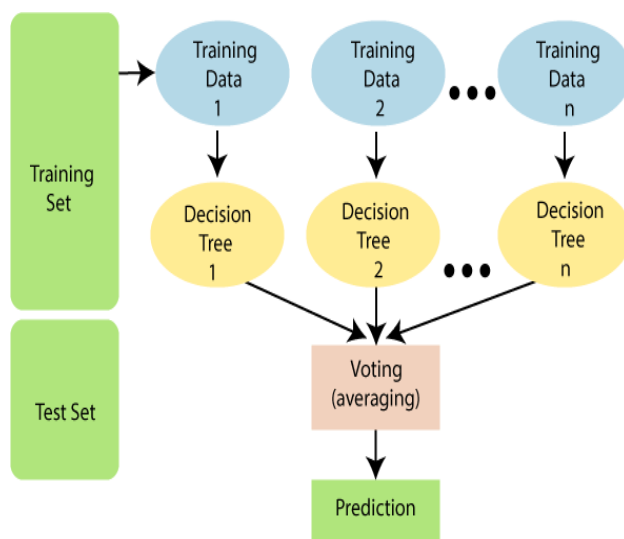 Training
Set
Training
Data
1
Training
Data
2
Training
Data
n
Decision
Tree
1
Decision
Tree
2
Decision
Tree
n
Voting
(averaging)
Test Set
Prediction